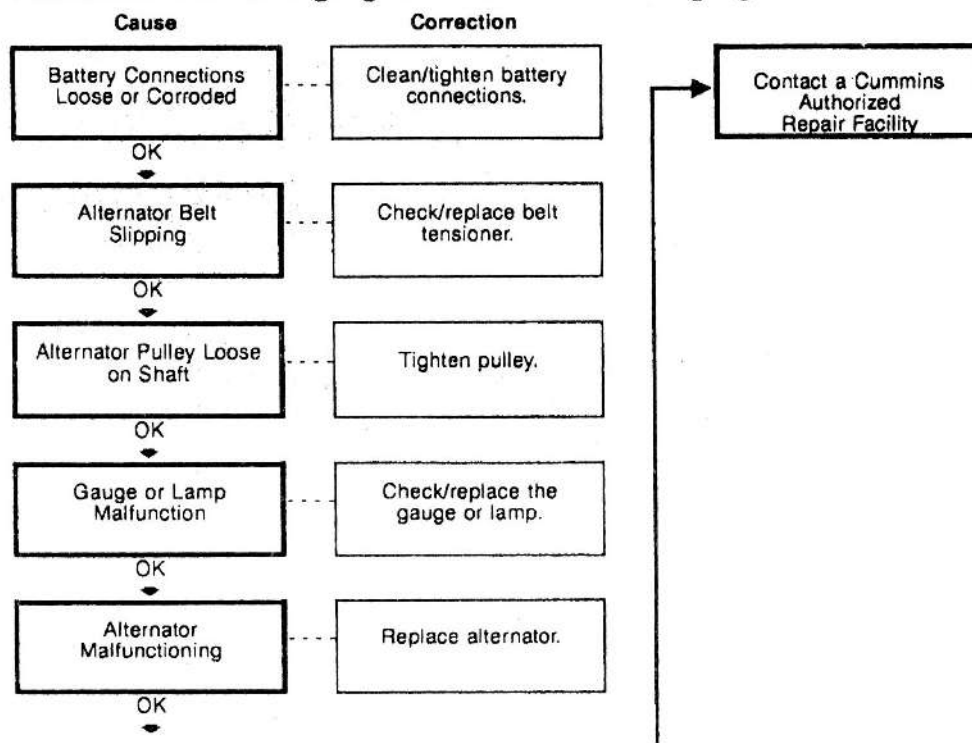 Cause
Correction
Battery Connections
Loose or Corroded
Clean/tighten battery
connections.
Contact a Cummins
Authorized
Repair Facility
OK
Alternator Belt
Slipping
Check/replace belt
tensioner.
OK
Alternator Pulley Loose
on Shaft
Tighten pulley.
OK
Gauge or Lamp
Malfunction
Check/replace the
gauge or lamp.
OK
Alternator
Malfunctioning
Replace alternator.
OK